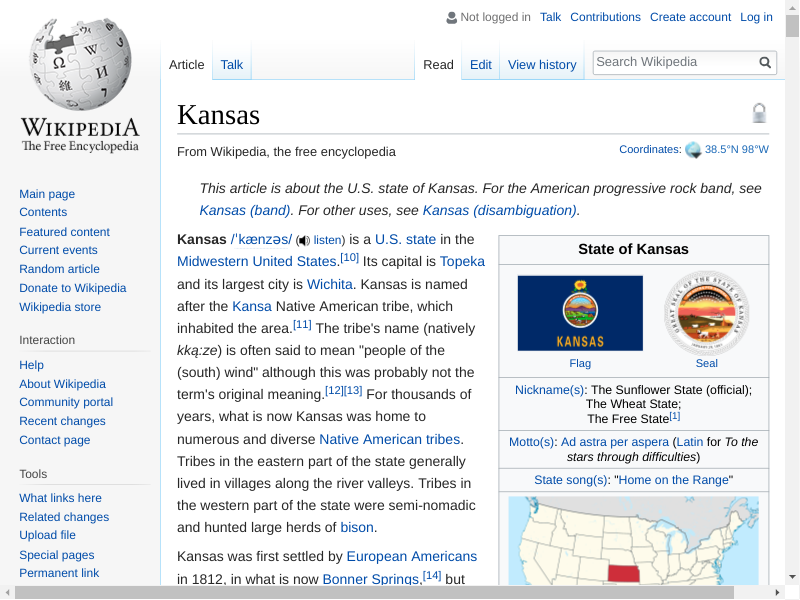 Not logged in Talk Contributions Create account Log in
Article Talk Read Edit View history Search Wikipedia
WIKIPEDIA
The Free Encyclopedia
Main page
Contents
Featured content
Current events
Random article
Donate to Wikipedia
Wikipedia store
Interaction
Help
About Wikipedia
Community portal
Recent changes
Contact page
Tools
What links here
Related changes
Upload file
Special pages
Permanent link
Kansas
From Wikipedia, the free encyclopedia
Coordinates: 38.5°N 98°W
This article is about the U.S. state of Kansas. For the American progressive rock band, see
Kansas (band). For other uses, see Kansas (disambiguation).
Kansas /ˈkænzəs/ (listen) is a U.S. state in the
Midwestern United States.[10] Its capital is Topeka
and its largest city is Wichita. Kansas is named
after the Kansa Native American tribe, which
inhabited the area.[11] The tribe's name (natively
kką:ze) is often said to mean "people of the
(south) wind" although this was probably not the
term's original meaning.[12][13] For thousands of
years, what is now Kansas was home to
numerous and diverse Native American tribes.
Tribes in the eastern part of the state generally
lived in villages along the river valleys. Tribes in
the western part of the state were semi-nomadic
and hunted large herds of bison.
Kansas was first settled by European Americans
in 1812, in what is now Bonner Springs,[14] but
State of Kansas
KANSAS
GREAT SEAL OF THE STATE OF KANSAS
Flag Seal
Nickname(s): The Sunflower State (official);
The Wheat State;
The Free State[1]
Motto(s): Ad astra per aspera (Latin for To the
stars through difficulties)
State song(s): "Home on the Range"